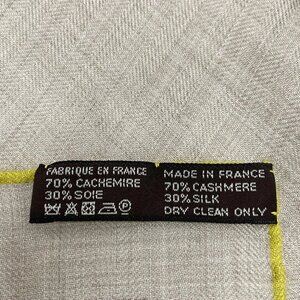 FABRIQUE EN FRANCE
70% CACHEMIRE
30% SOIE
MADE IN FRANCE
70% CASHMERE
30% SILK
DRY CLEAN ONLY